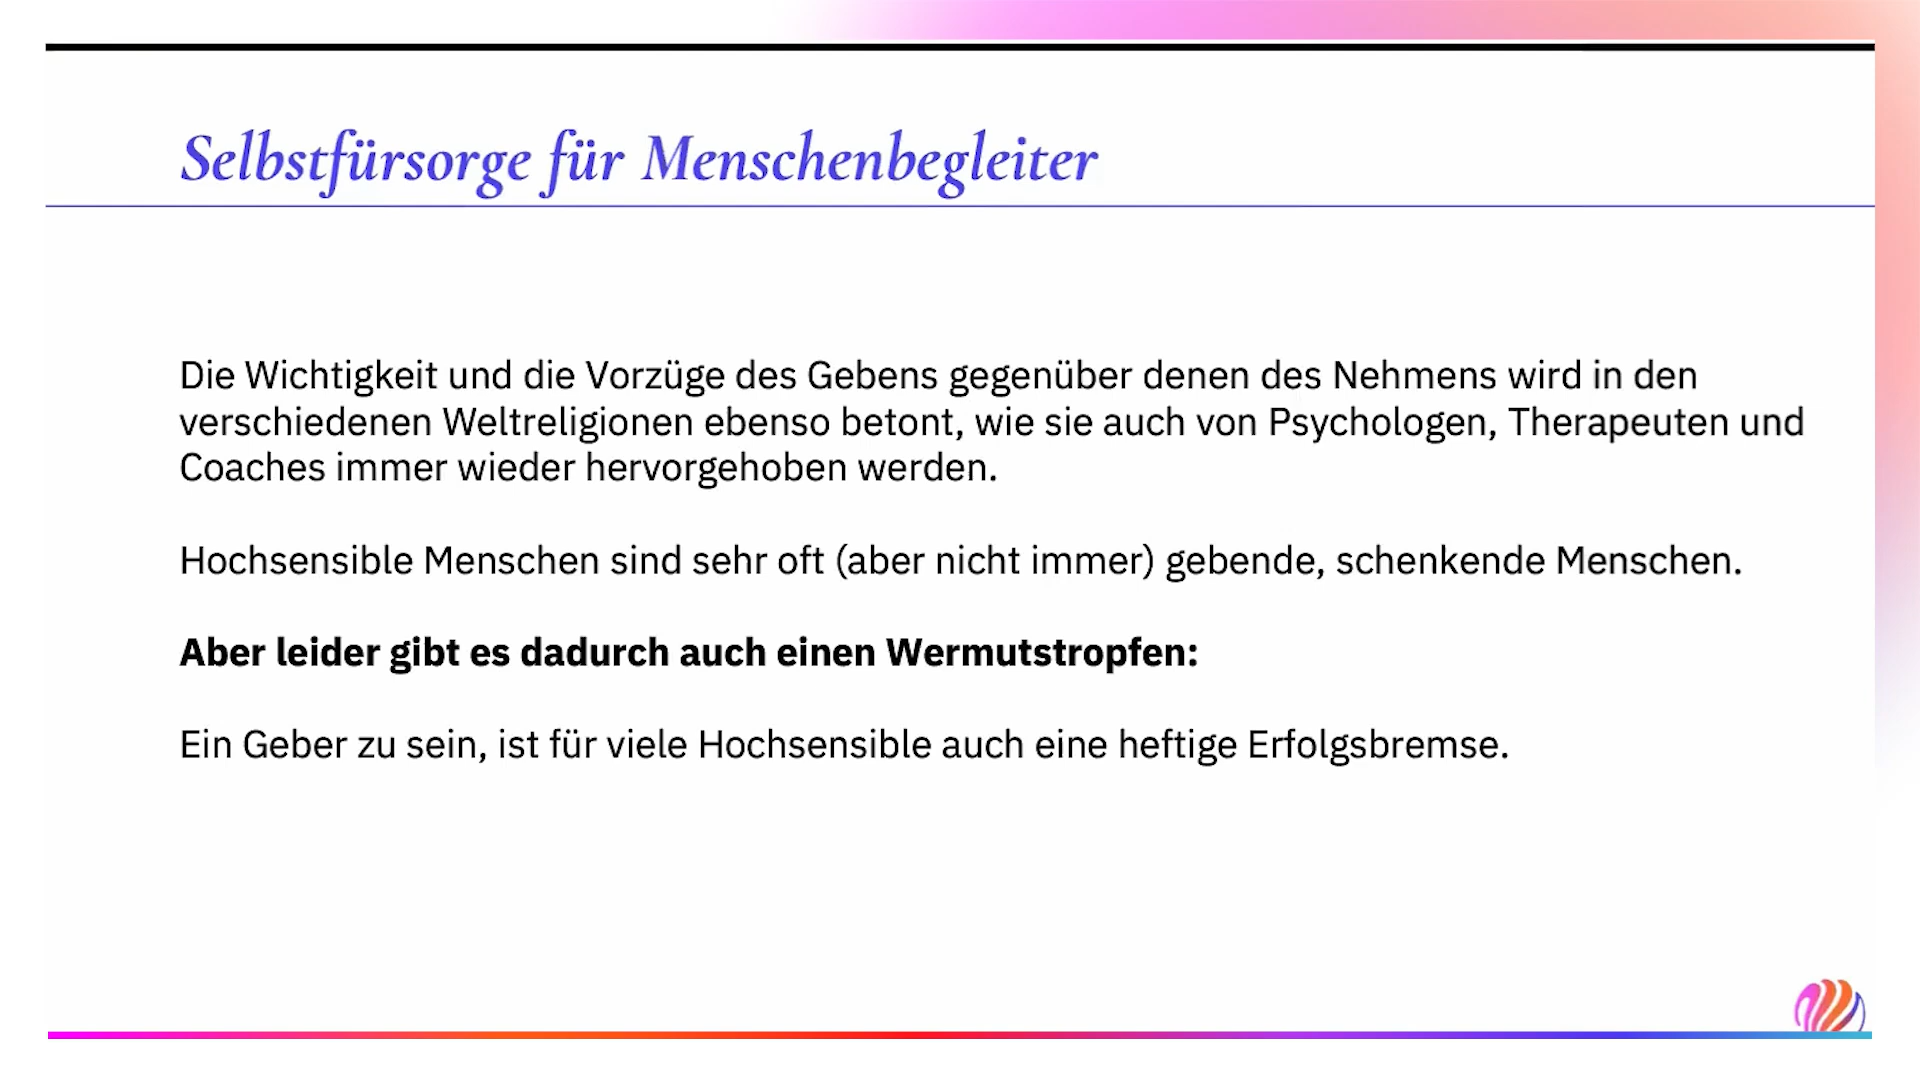 Selbstfürsorge für Menschenbegleiter
Die Wichtigkeit und die Vorzüge des Gebens gegenüber denen des Nehmens wird in den
verschiedenen Weltreligionen ebenso betont, wie sie auch von Psychologen, Therapeuten und
Coaches immer wieder hervorgehoben werden.
Hochsensible Menschen sind sehr oft (aber nicht immer) gebende, schenkende Menschen.
Aber leider gibt es dadurch auch einen Wermutstropfen:
Ein Geber zu sein, ist für viele Hochsensible auch eine heftige Erfolgsbremse.